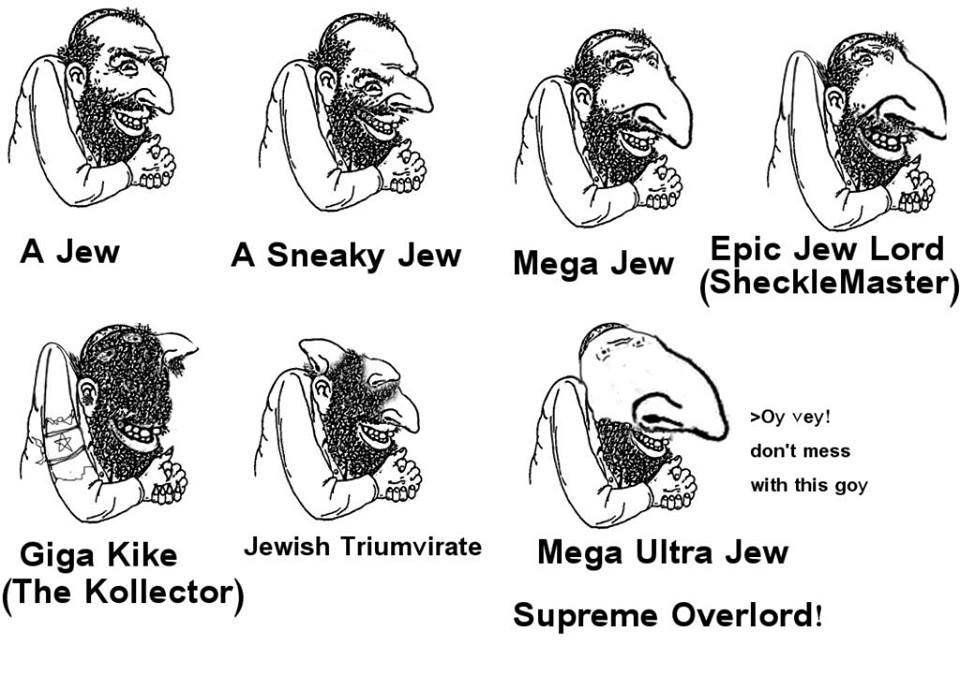 A Jew
A Sneaky Jew
Mega Jew
Epic Jew Lord
(SheckleMaster)
Giga Kike
(The Kollector)
Jewish Triumvirate
Mega Ultra Jew
Supreme Overlord!
>Oy vey!
don't mess
with this goy